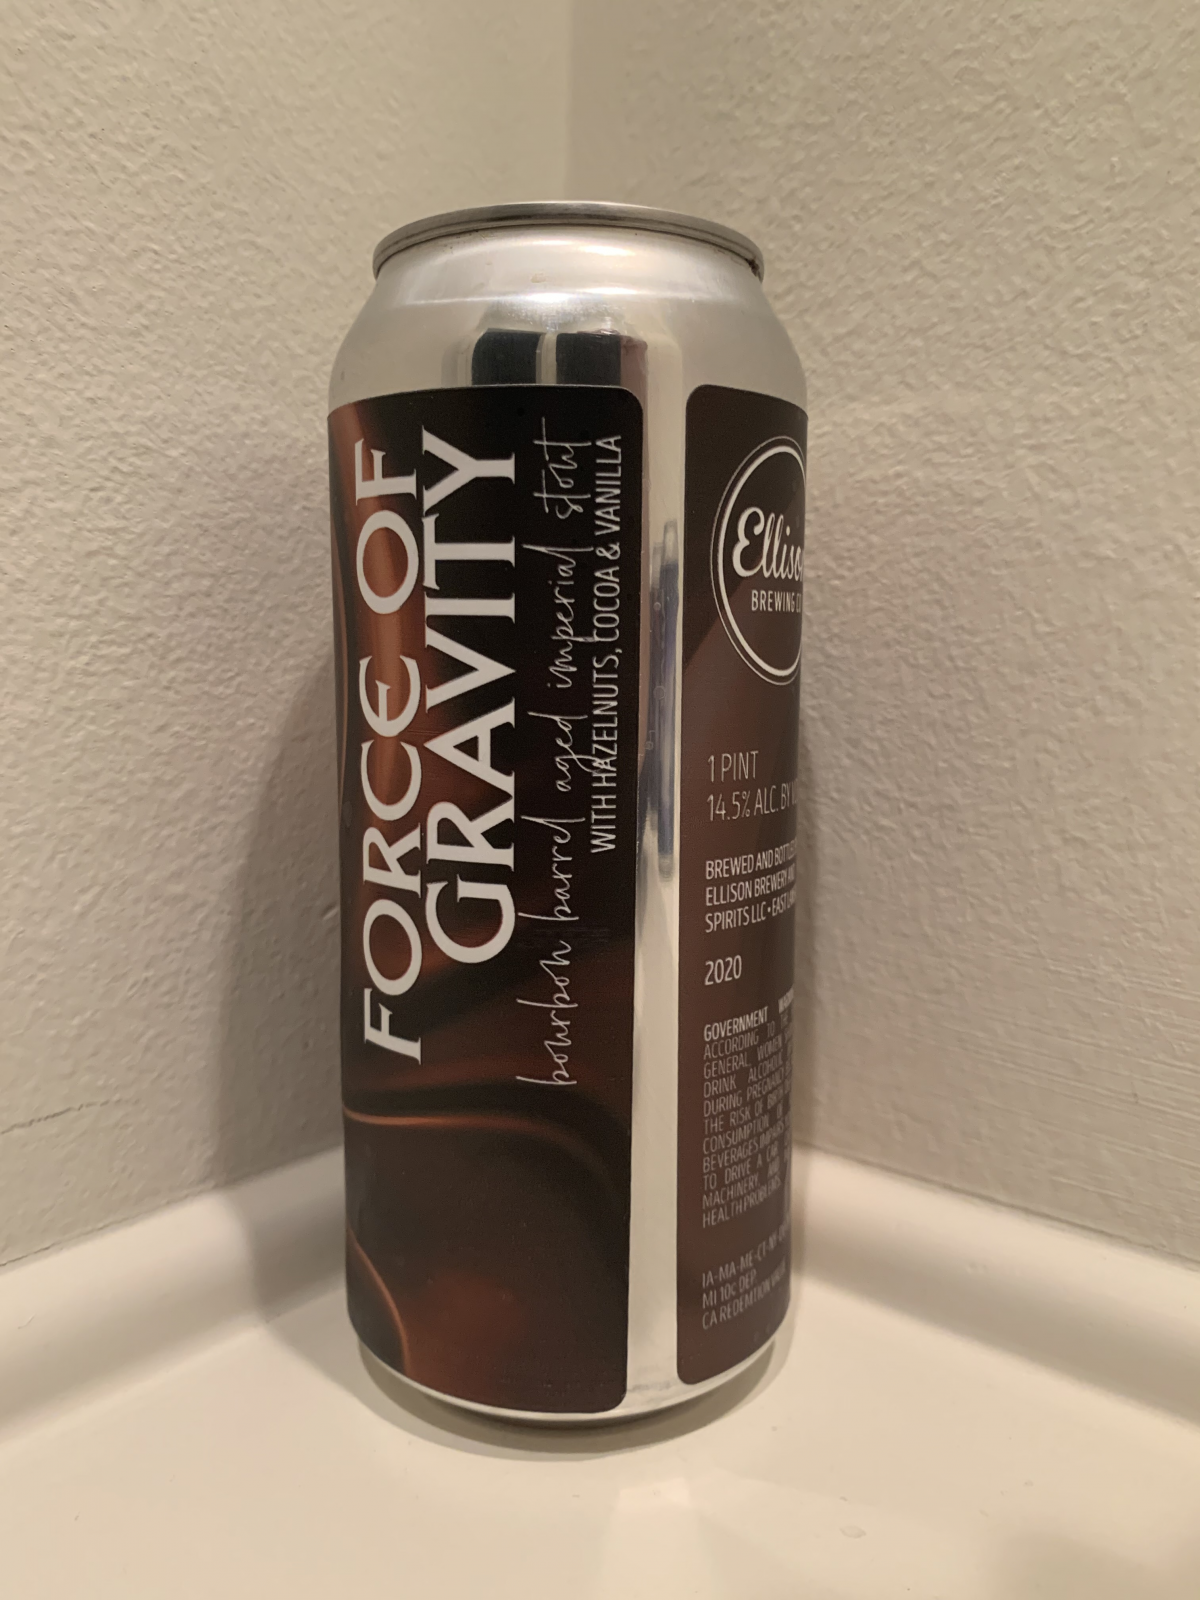 FORCE OF
GRAVITY
bourbon barrel aged imperial stout
WITH HAZELNUTS, COCOA & VANILLA
Ellison
BREWING CO
1 PINT
14.5% ALC. BY
BREWED AND BOTTLED
ELLISON BREWERY AND
SPIRITS LLC • EAST
2020
GOVERNMENT
ACCORDING TO THE
GENERAL, WOMEN
DRINK ALCOHOLIC
DURING PREGNANCY
THE RISK OF BIRTH
CONSUMPTION OF
BEVERAGES IMPAIRS
TO DRIVE A CAR
MACHINERY, AND
HEALTH PROBLEMS.
IA-MA-ME-CT-
MI 10¢ DEP
CA REDEMTION